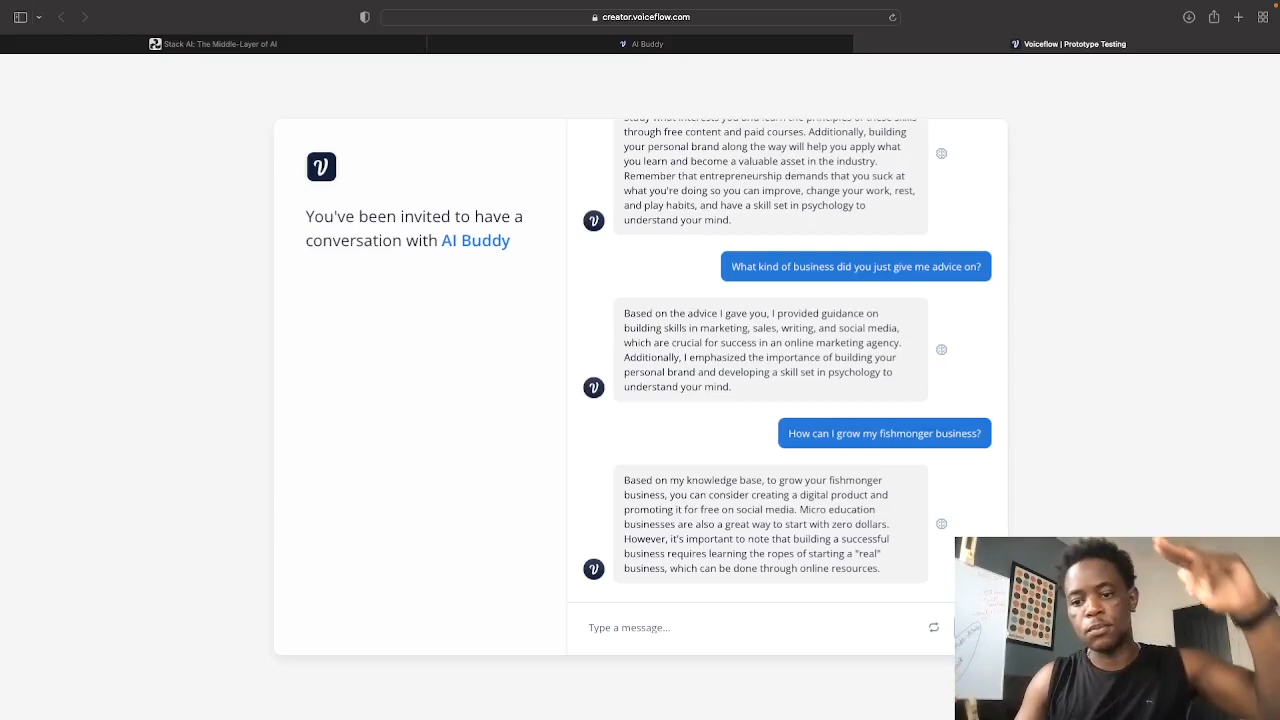 creator.voiceflow.com
Stack AI: The Middle-Layer of AI
AI Buddy
Voiceflow | Prototype Testing
You've been invited to have a
conversation with AI Buddy
Study what interests you and learn the principles of these skills
through free content and paid courses. Additionally, building
your personal brand along the way will help you apply what
you learn and become a valuable asset in the industry.
Remember that entrepreneurship demands that you suck at
what you're doing so you can improve, change your work, rest,
and play habits, and have a skill set in psychology to
understand your mind.
What kind of business did you just give me advice on?
Based on the advice I gave you, I provided guidance on
building skills in marketing, sales, writing, and social media,
which are crucial for success in an online marketing agency.
Additionally, I emphasized the importance of building your
personal brand and developing a skill set in psychology to
understand your mind.
How can I grow my fishmonger business?
Based on my knowledge base, to grow your fishmonger
business, you can consider creating a digital product and
promoting it for free on social media. Micro education
businesses are also a great way to start with zero dollars.
However, it's important to note that building a successful
business requires learning the ropes of starting a "real"
business, which can be done through online resources.
Type a message...